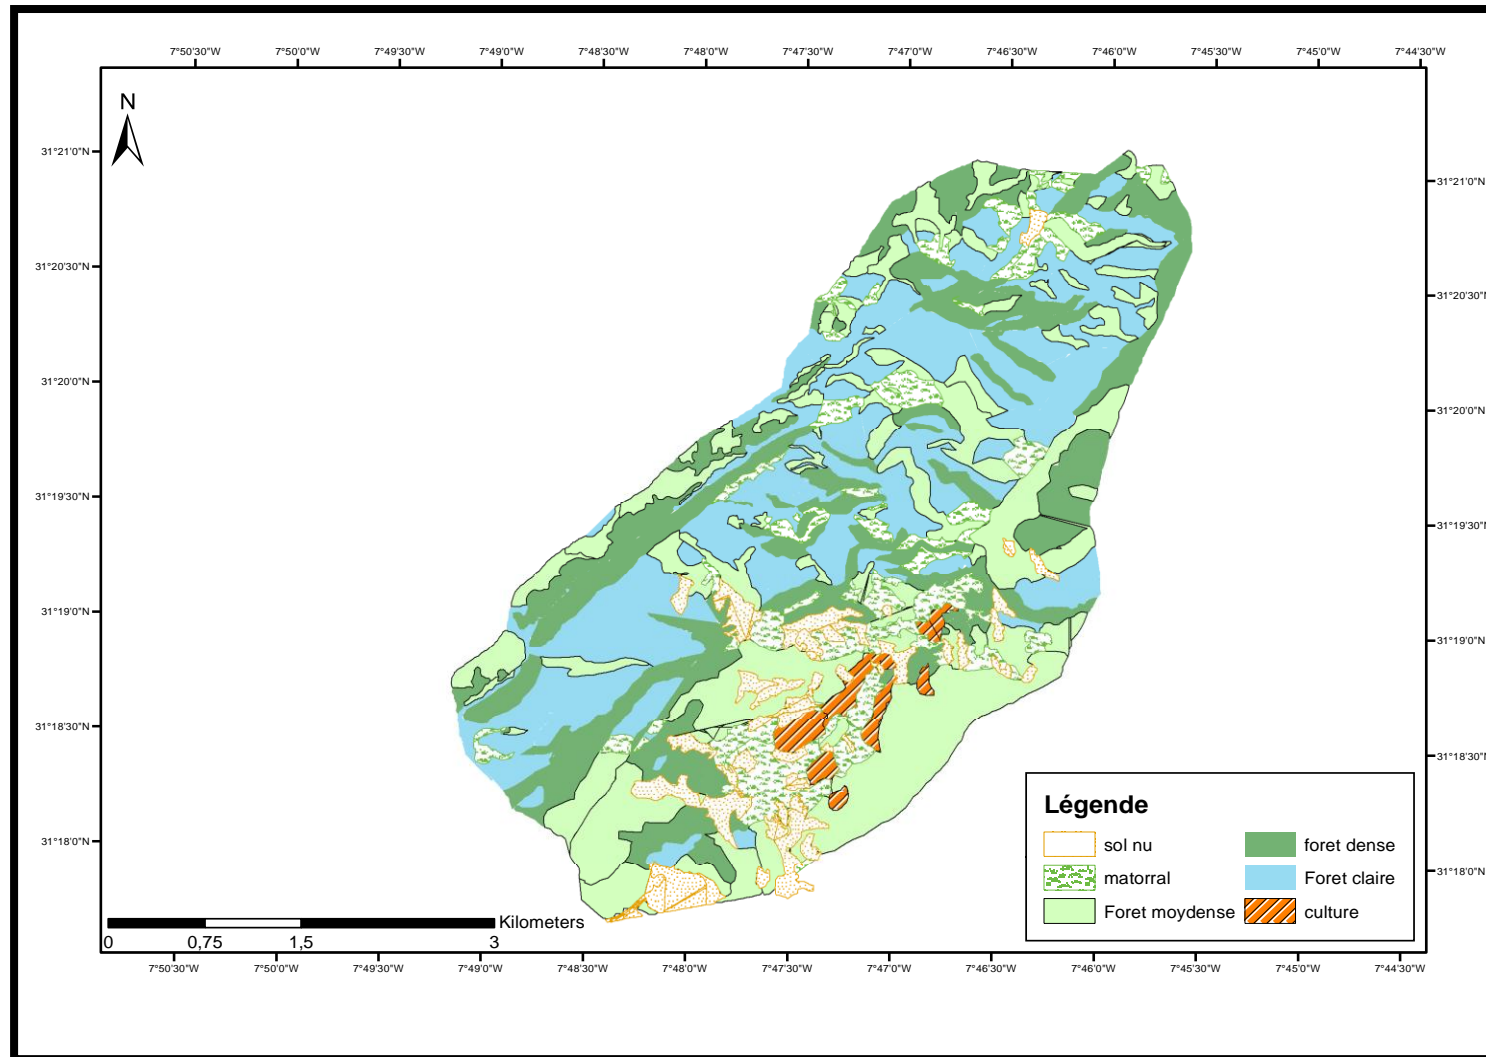 7°50'30"W 7°50'0"W 7°49'30"W 7°49'0"W 7°48'30"W 7°48'0"W 7°47'30"W 7°47'0"W 7°46'30"W 7°46'0"W 7°45'30"W 7°45'0"W 7°44'30"W
N
31°21'0"N
31°21'0"N
31°20'30"N
31°20'30"N
31°20'0"N
31°20'0"N
31°19'30"N
31°19'30"N
31°19'0"N
31°19'0"N
31°18'30"N
31°18'30"N
31°18'0"N
31°18'0"N
Légende
sol nu
foret dense
matorral
Foret claire
Foret moydense
culture
Kilometers
0 0,75 1,5 3
7°50'30"W 7°50'0"W 7°49'30"W 7°49'0"W 7°48'30"W 7°48'0"W 7°47'30"W 7°47'0"W 7°46'30"W 7°46'0"W 7°45'30"W 7°45'0"W 7°44'30"W